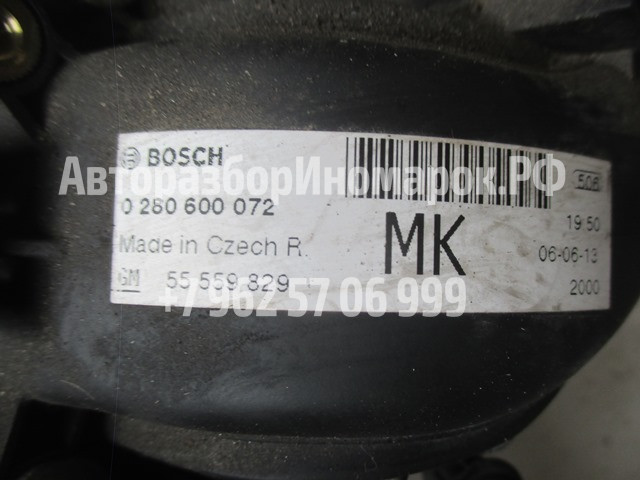 BOSCH
506
АвторазборИномарок.РФ
0 280 600 072
MK
19:50
Made in Czech R.
06-06-13
GM 55 559 829
2000
+7 962 57 06 999